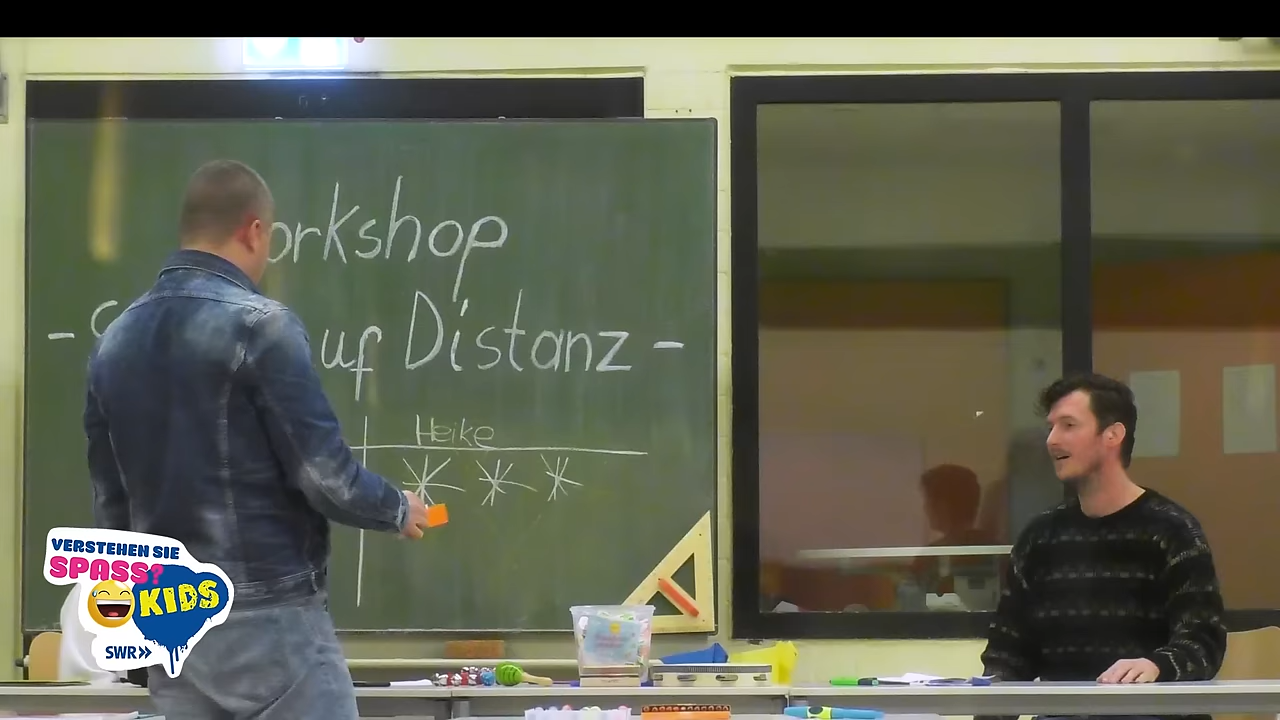 orkshop
uf Distanz -
Heike
VERSTEHEN SIE
SPASS?
KIDS
SWR»